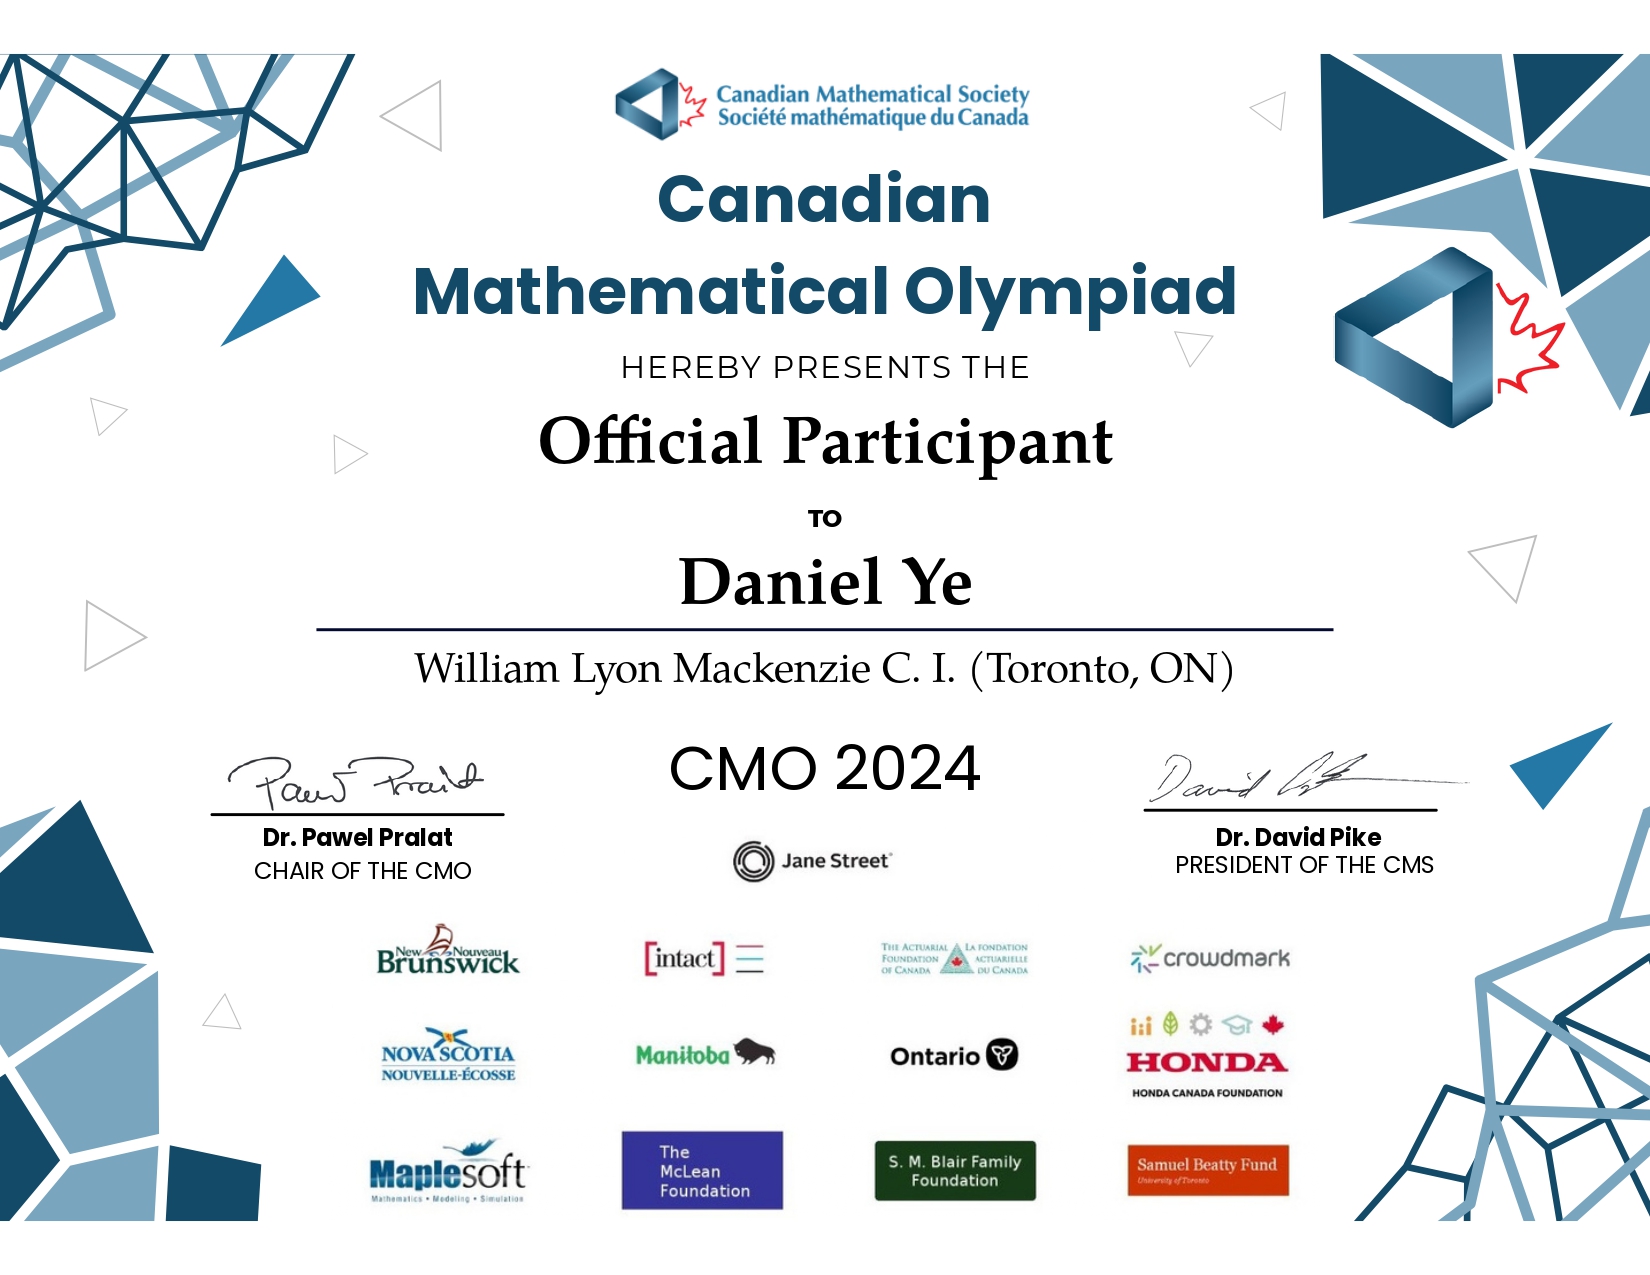 Canadian Mathematical Society
Société mathématique du Canada
Canadian
Mathematical Olympiad
HEREBY PRESENTS THE
Official Participant
TO
Daniel Ye
William Lyon Mackenzie C. I. (Toronto, ON)
CMO 2024
Dr. Pawel Pralat
CHAIR OF THE CMO
David
Dr. David Pike
PRESIDENT OF THE CMS
Jane Street
New Nouveau
Brunswick
[intact]
THE ACTUARIAL LA FONDATION
FOUNDATION ACTUARIELLE
OF CANADA DU CANADA
crowdmark
NOVA SCOTIA
NOUVELLE-ÉCOSSE
Manitoba
Ontario
HONDA
HONDA CANADA FOUNDATION
Maplesoft
Mathematics • Modeling • Simulation
The
McLean
Foundation
S. M. Blair Family
Foundation
Samuel Beatty Fund
University of Toronto